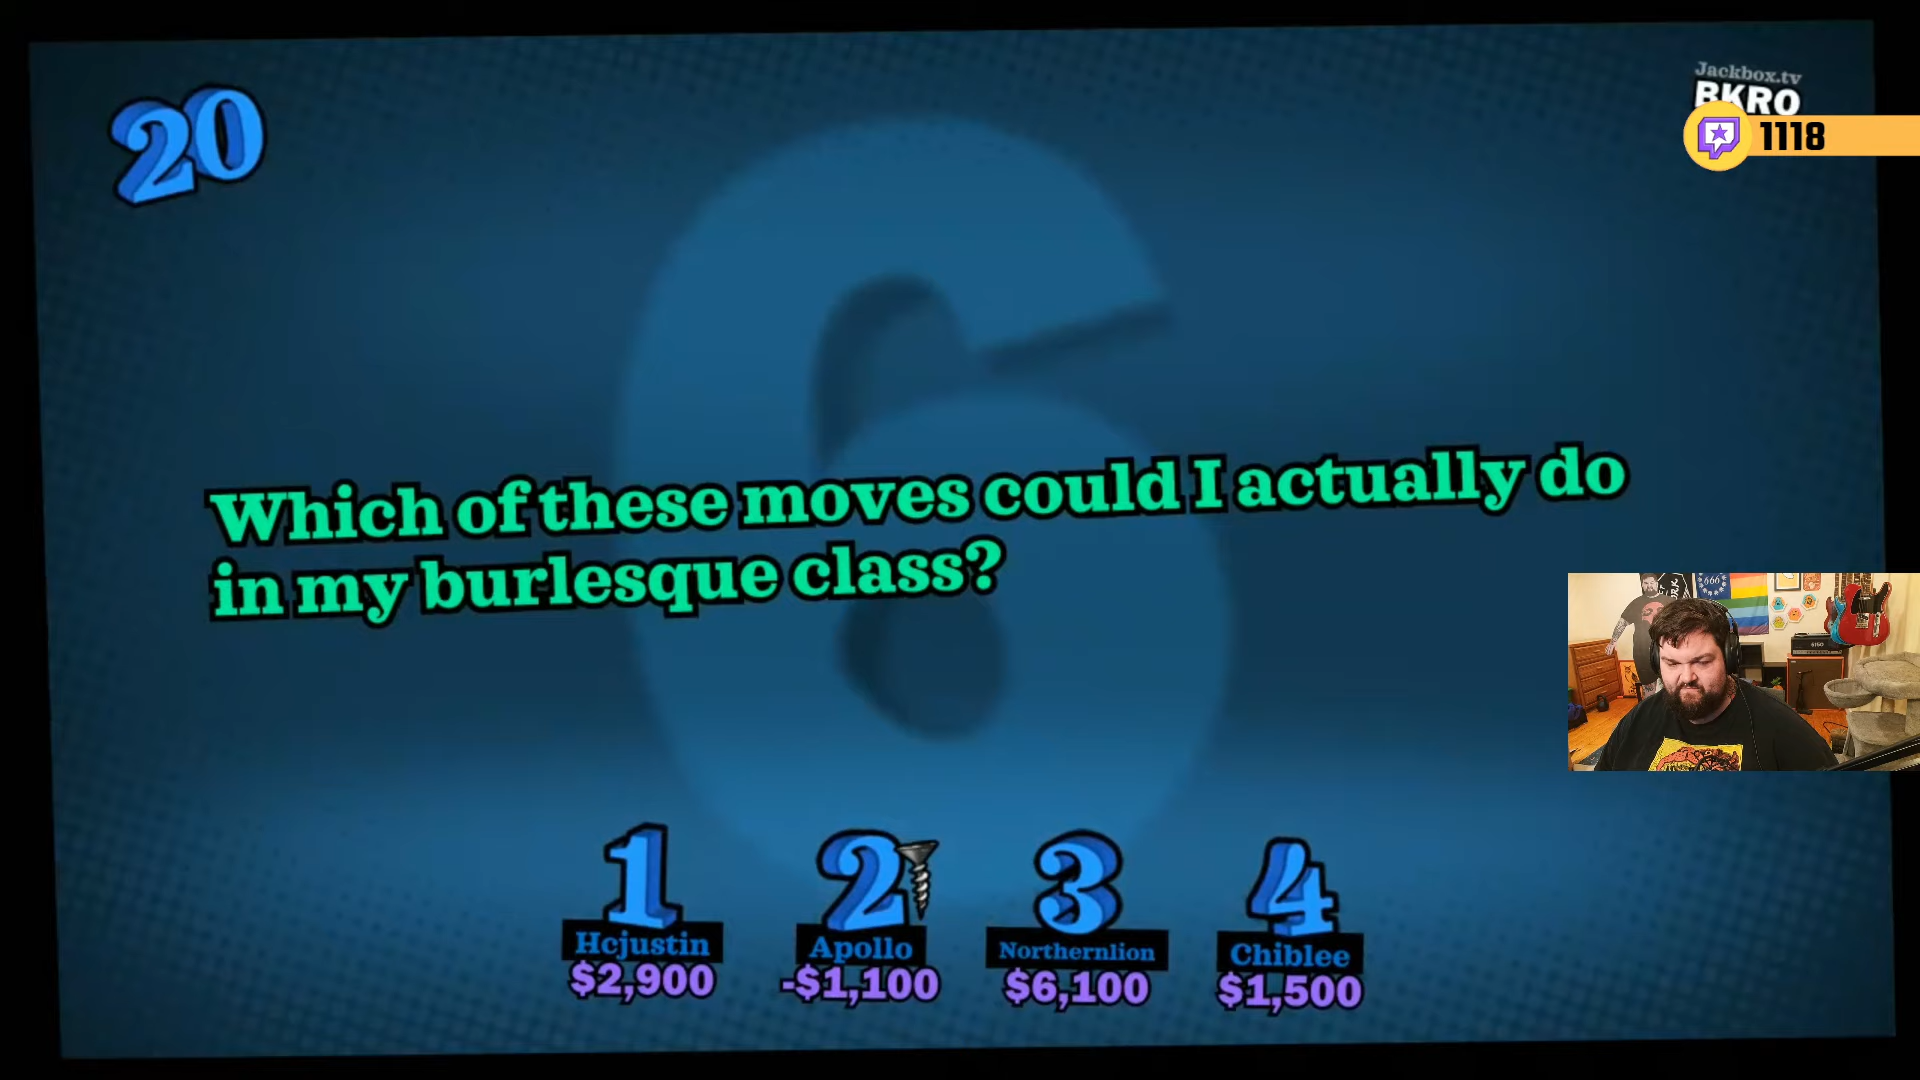 20
Jackbox.tv
BKRO
1118
Which of these moves could I actually do
in my burlesque class?
666
1
2
3
4
Hcjustin
Apollo
Northernlion
Chiblee
$2,900
-$1,100
$6,100
$1,500